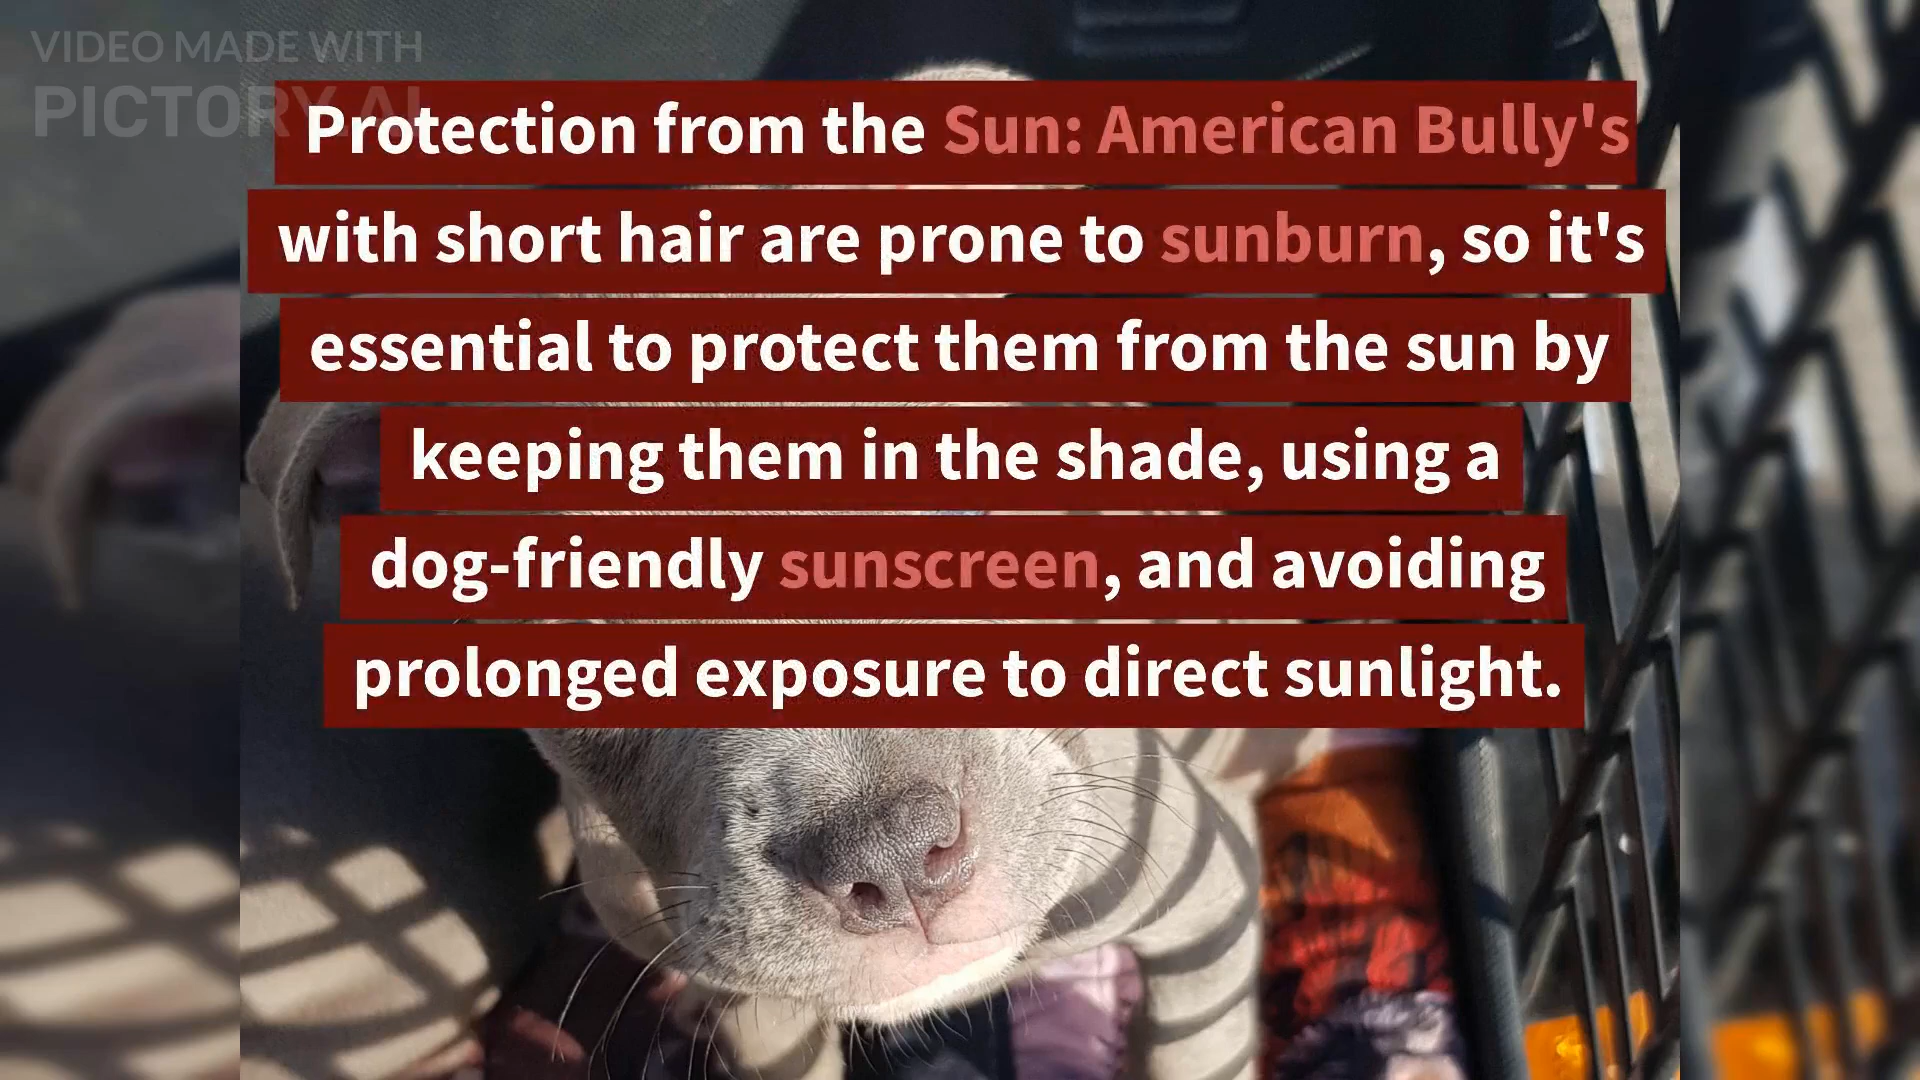 VIDEO MADE WITH
PICTORY.AI
Protection from the Sun: American Bully's
with short hair are prone to sunburn, so it's
essential to protect them from the sun by
keeping them in the shade, using a
dog-friendly sunscreen, and avoiding
prolonged exposure to direct sunlight.